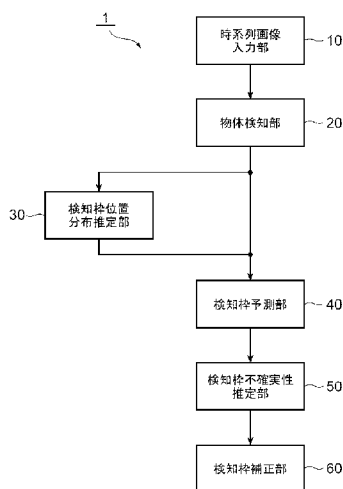 1
時系列画像
入力部
10
物体検知部
20
検知枠位置
分布推定部
30
検知枠予測部
40
検知枠不確実性
推定部
50
検知枠補正部
60